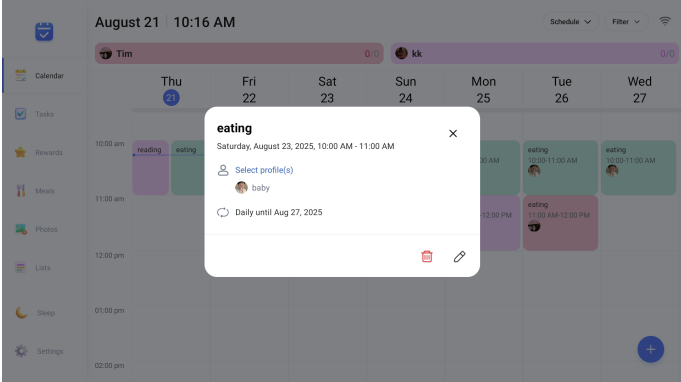 August 21 10:16 AM
Schedule
Filter
Tim
0/0
kk
0/0
Calendar
Tasks
Rewards
Meals
Photos
Lists
Sleep
Settings
Thu
21
Fri
22
Sat
23
Sun
24
Mon
25
Tue
26
Wed
27
10:00 am
11:00 am
12:00 pm
01:00 pm
02:00 pm
reading
eating
eating
Saturday, August 23, 2025, 10:00 AM - 11:00 AM
Select profile(s)
baby
Daily until Aug 27, 2025
-12:00 PM
eating
10:00-11:00 AM
eating
11:00 AM-12:00 PM
eating
10:00-11:00 AM